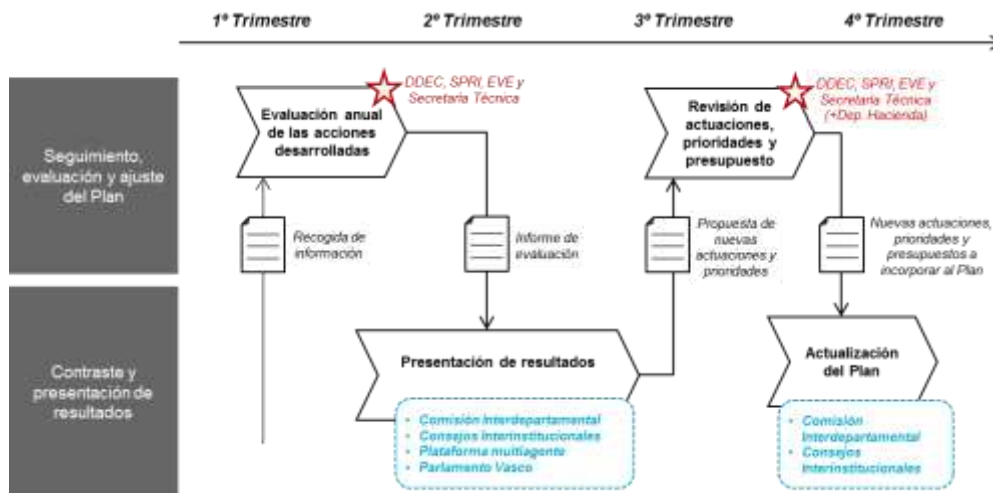 1º Trimestre
2º Trimestre
3º Trimestre
4º Trimestre
Seguimiento,
evaluación y ajuste
del Plan
Evaluación anual
de las acciones
desarrolladas
DDEC, SPRI, EVE y
Secretaría Técnica
Revisión de
actuaciones,
prioridades y
presupuesto
DDEC, SPRI, EVE y
Secretaría Técnica
(+Dep. Hacienda)
Recogida de
información
Informe de
evaluación
Propuesta de
nuevas
actuaciones y
prioridades
Nuevas actuaciones,
prioridades y
presupuestos a
incorporar al Plan
Contraste y
presentación de
resultados
Presentación de resultados
• Comisión Interdepartamental
• Consejos Interinstitucionales
• Plataforma multiagente
• Parlamento Vasco
Actualización
del Plan
• Comisión
Interdepartamental
• Consejos
Interinstitucionales